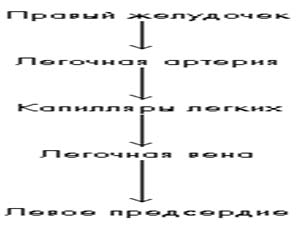 Правый желудочек
Легочная артерия
Капилляры легких
Легочная вена
Левое предсердие